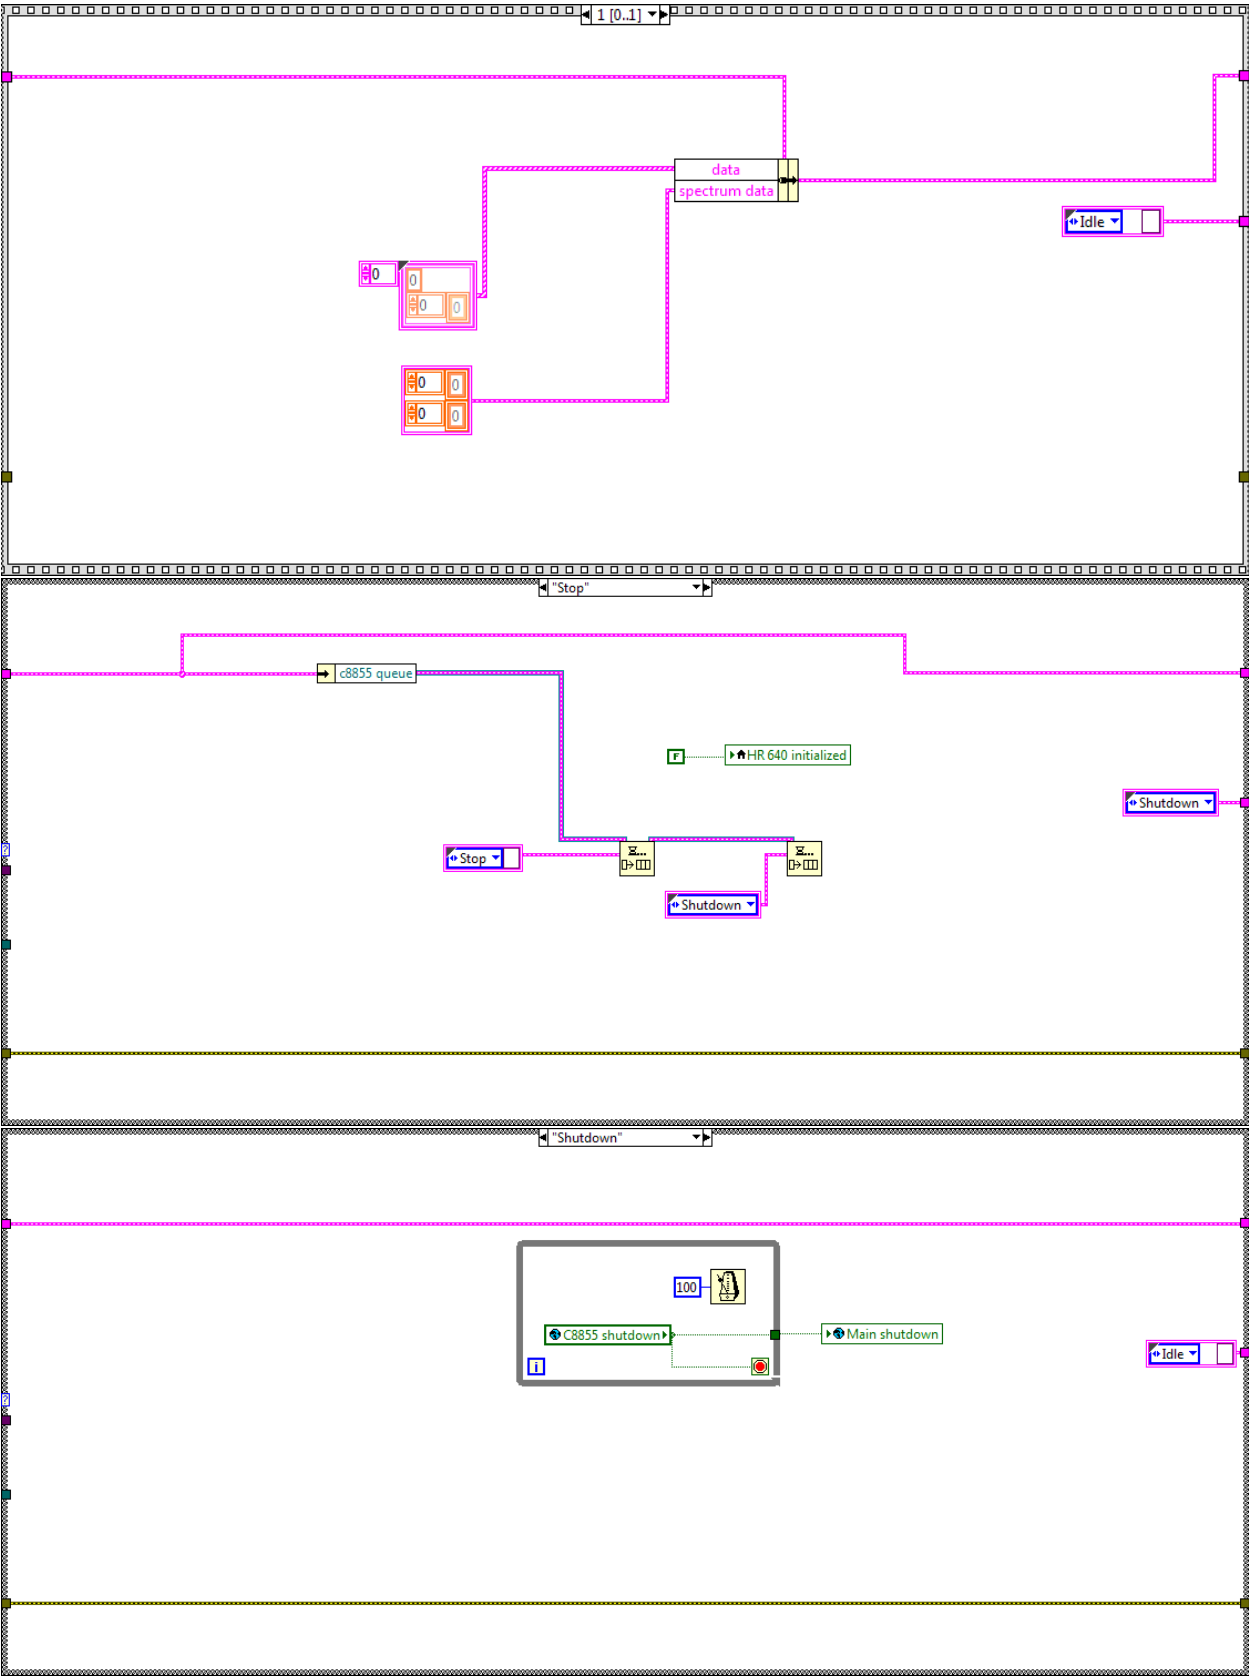 1 [0..1]
data
spectrum data
Idle
0
0
0
0
0
0
0
0
"Stop"
c8855 queue
F
HR 640 initialized
Shutdown
Stop
Shutdown
?
"Shutdown"
100
C8855 shutdown
Main shutdown
i
Idle
?